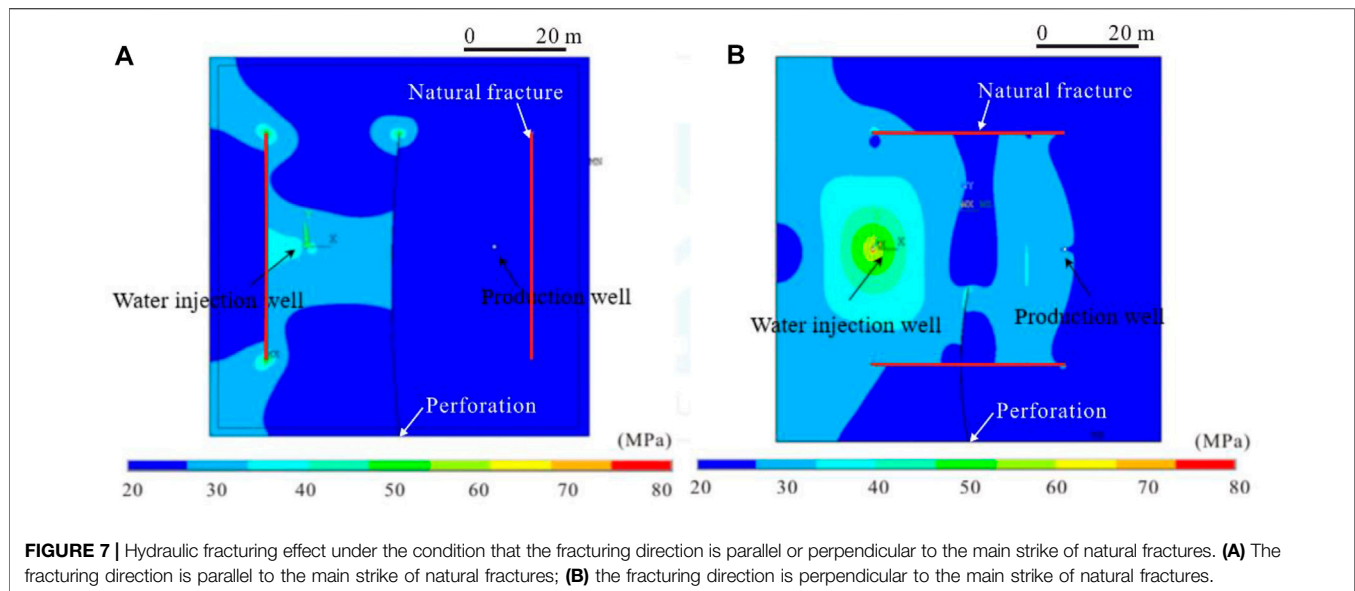 A
0 20 m
Natural fracture
X
Water injection well
Production well
Perforation
(MPa)
20 30 40 50 60 70 80
B
0 20 m
Natural fracture
X
Water injection well
Production well
Perforation
(MPa)
20 30 40 50 60 70 80
FIGURE 7 | Hydraulic fracturing effect under the condition that the fracturing direction is parallel or perpendicular to the main strike of natural fractures. (A) The
fracturing direction is parallel to the main strike of natural fractures; (B) the fracturing direction is perpendicular to the main strike of natural fractures.